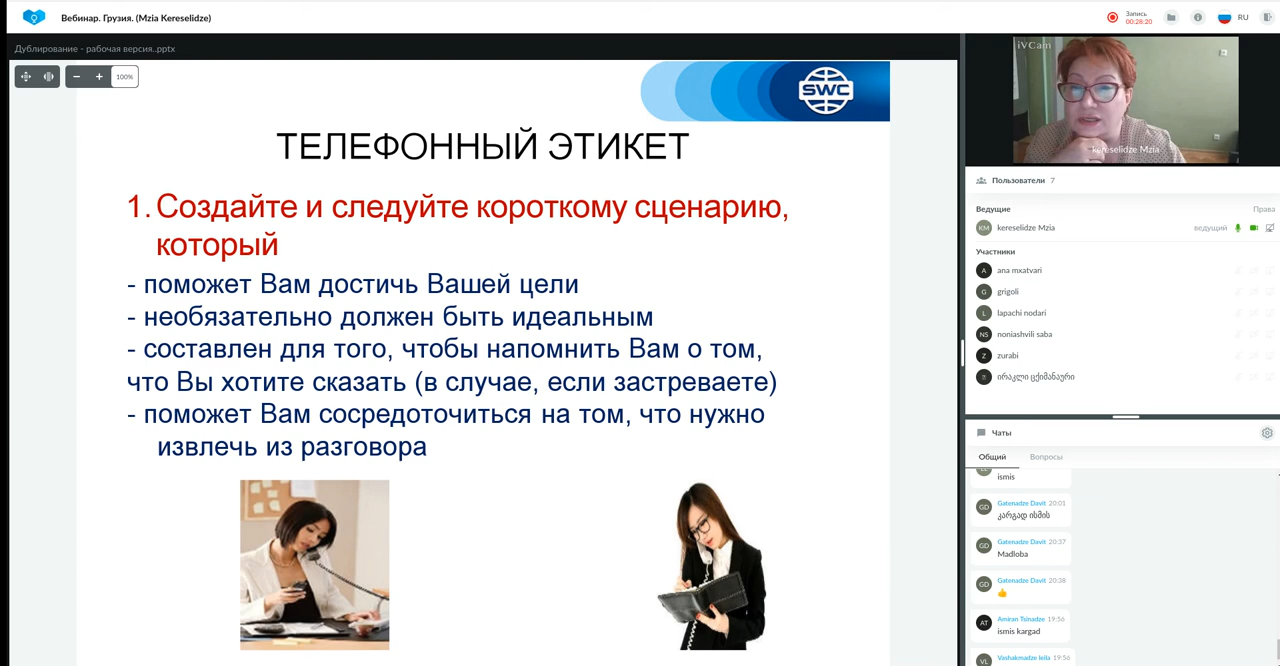 Вебинар. Грузия. (Mzia Kereselidze)
Запись
00:28:20
RU
Дублирование - рабочая версия..pptx
100%
SWC
ТЕЛЕФОННЫЙ ЭТИКЕТ
1. Создайте и следуйте короткому сценарию,
который
- поможет Вам достичь Вашей цели
- необязательно должен быть идеальным
- составлен для того, чтобы напомнить Вам о том,
что Вы хотите сказать (в случае, если застреваете)
- поможет Вам сосредоточиться на том, что нужно
извлечь из разговора
iVCam
kereselidze Mzia
Пользователи 7
Ведущие Права
KM kereselidze Mzia ведущий
Участники
A ana mxatvari
G grigoli
L lapachi nodari
NS noniashvili saba
Z zurabi
ირაკლი ცქიმანაური
Чаты
Общий Вопросы
ismis
GD Gatenadze Davit 20:01
კარგად ისმის
GD Gatenadze Davit 20:37
Madloba
GD Gatenadze Davit 20:38
👍
AT Amiran Tsinadze 19:56
ismis kargad
VL Vashakmadze leila 19:56